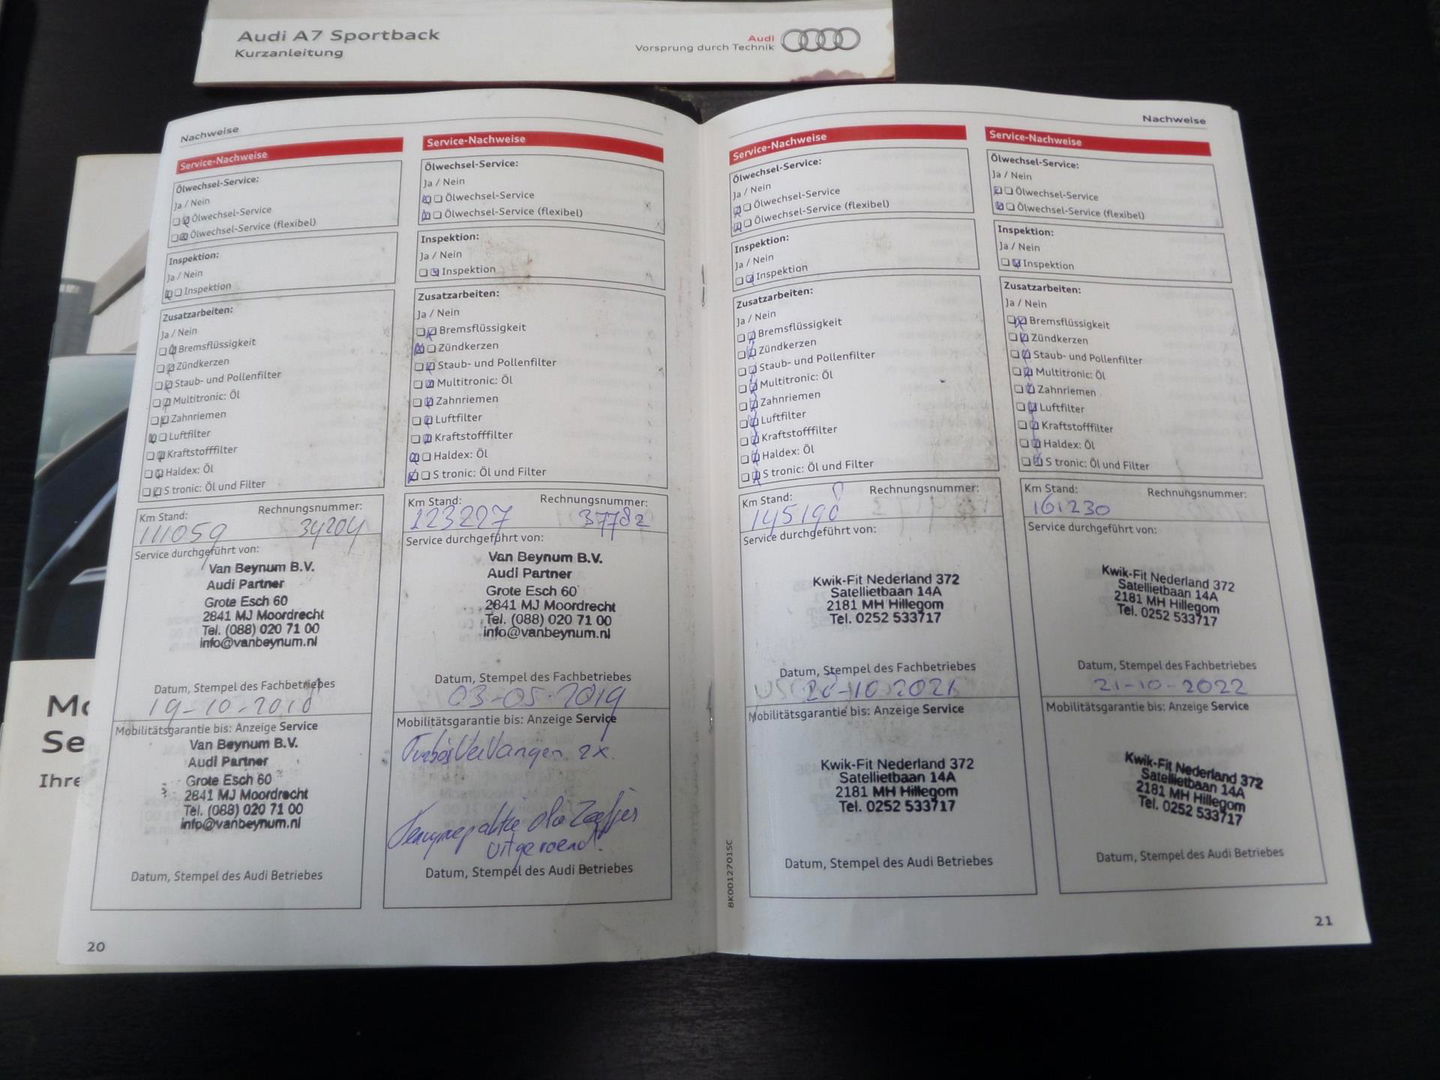 Audi A7 Sportback
Kurzanleitung
Audi
Vorsprung durch Technik
Nachweise
Service-Nachweise
Ölwechsel-Service:
Ja / Nein
Ölwechsel-Service
Ölwechsel-Service (flexibel)
Inspektion:
Ja / Nein
Inspektion
Zusatzarbeiten:
Ja / Nein
Bremsflüssigkeit
Zündkerzen
Staub- und Pollenfilter
Multitronic: Öl
Zahnriemen
Luftfilter
Kraftstofffilter
Haldex: Öl
S tronic: Öl und Filter
Km Stand: Rechnungsnummer:
111059 34204
Service durchgeführt von:
Van Beynum B.V.
Audi Partner
Grote Esch 60
2841 MJ Moordrecht
Tel. (088) 020 71 00
info@vanbeynum.nl
Datum, Stempel des Fachbetriebes
19-10-2018
Mobilitätsgarantie bis: Anzeige Service
Van Beynum B.V.
Audi Partner
Grote Esch 60
2841 MJ Moordrecht
Tel. (088) 020 71 00
info@vanbeynum.nl
Datum, Stempel des Audi Betriebes
20
Service-Nachweise
Ölwechsel-Service:
Ja / Nein
Ölwechsel-Service
Ölwechsel-Service (flexibel)
Inspektion:
Ja / Nein
Inspektion
Zusatzarbeiten:
Ja / Nein
Bremsflüssigkeit
Zündkerzen
Staub- und Pollenfilter
Multitronic: Öl
Zahnriemen
Luftfilter
Kraftstofffilter
Haldex: Öl
S tronic: Öl und Filter
Km Stand: Rechnungsnummer:
123227 37782
Service durchgeführt von:
Van Beynum B.V.
Audi Partner
Grote Esch 60
2841 MJ Moordrecht
Tel. (088) 020 71 00
info@vanbeynum.nl
Datum, Stempel des Fachbetriebes
03-05-2019
Mobilitätsgarantie bis: Anzeige Service
2x.
uitgevoerd.
Datum, Stempel des Audi Betriebes
Service-Nachweise
Ölwechsel-Service:
Ja / Nein
Ölwechsel-Service
Ölwechsel-Service (flexibel)
Inspektion:
Ja / Nein
Inspektion
Zusatzarbeiten:
Ja / Nein
Bremsflüssigkeit
Zündkerzen
Staub- und Pollenfilter
Multitronic: Öl
Zahnriemen
Luftfilter
Kraftstofffilter
Haldex: Öl
S tronic: Öl und Filter
Km Stand: Rechnungsnummer:
145190
Service durchgeführt von:
Kwik-Fit Nederland 372
Satellietbaan 14A
2181 MH Hillegom
Tel. 0252 533717
Datum, Stempel des Fachbetriebes
20-10-2021
Mobilitätsgarantie bis: Anzeige Service
Kwik-Fit Nederland 372
Satellietbaan 14A
2181 MH Hillegom
Tel. 0252 533717
Datum, Stempel des Audi Betriebes
8K0012701SC
Nachweise
Service-Nachweise
Ölwechsel-Service:
Ja / Nein
Ölwechsel-Service
Ölwechsel-Service (flexibel)
Inspektion:
Ja / Nein
Inspektion
Zusatzarbeiten:
Ja / Nein
Bremsflüssigkeit
Zündkerzen
Staub- und Pollenfilter
Multitronic: Öl
Zahnriemen
Luftfilter
Kraftstofffilter
Haldex: Öl
S tronic: Öl und Filter
Km Stand: Rechnungsnummer:
161230
Service durchgeführt von:
Kwik-Fit Nederland 372
Satellietbaan 14A
2181 MH Hillegom
Tel. 0252 533717
Datum, Stempel des Fachbetriebes
21-10-2022
Mobilitätsgarantie bis: Anzeige Service
Kwik-Fit Nederland 372
Satellietbaan 14A
2181 MH Hillegom
Tel. 0252 533717
Datum, Stempel des Audi Betriebes
21
Se
Ihre